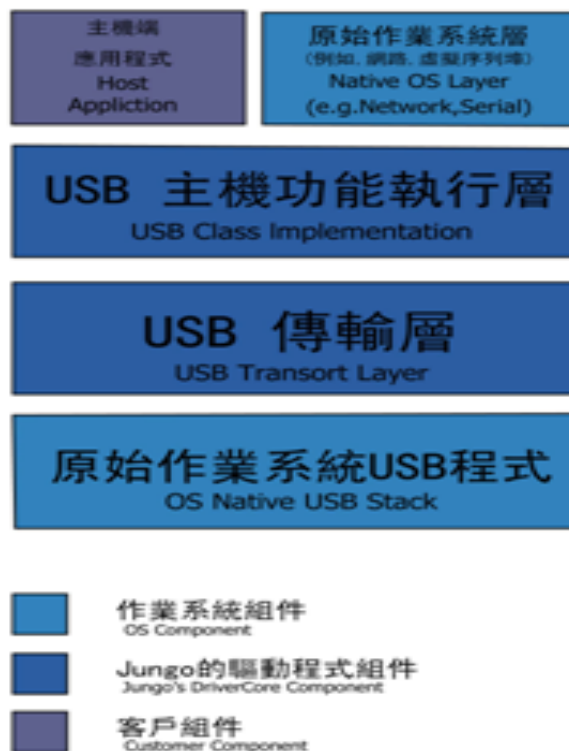 主機端
應用程式
Host
Appliction
原始作業系統層
(例如, 網路, 虛擬序列埠)
Native OS Layer
(e.g.Network,Serial)
USB 主機功能執行層
USB Class Implementation
USB 傳輸層
USB Transort Layer
原始作業系統USB程式
OS Native USB Stack
作業系統組件
OS Component
Jungo的驅動程式組件
Jungo's DriverCore Component
客戶組件
Customer Component